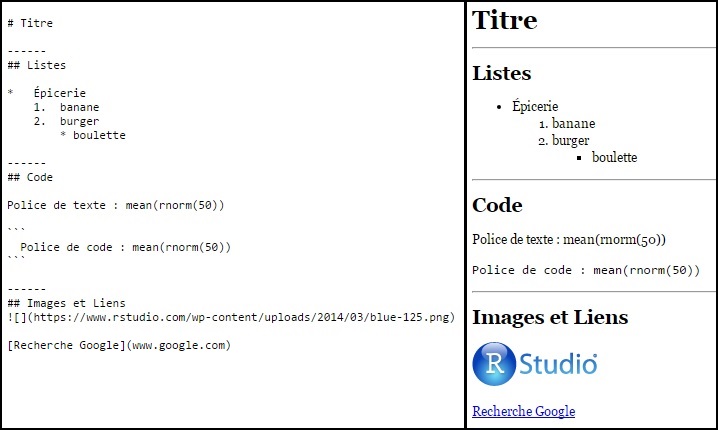 # Titre
------
## Listes
*   Épicerie
    1.  banane
    2.  burger
        * boulette
------
## Code
Police de texte : mean(rnorm(50))
```
  Police de code : mean(rnorm(50))
```
------
## Images et Liens
![](https://www.rstudio.com/wp-content/uploads/2014/03/blue-125.png)
[Recherche Google](www.google.com)
Titre
Listes
• Épicerie
1. banane
2. burger
▪ boulette
Code
Police de texte : mean(rnorm(50))
Police de code : mean(rnorm(50))
Images et Liens
R Studio
Recherche Google